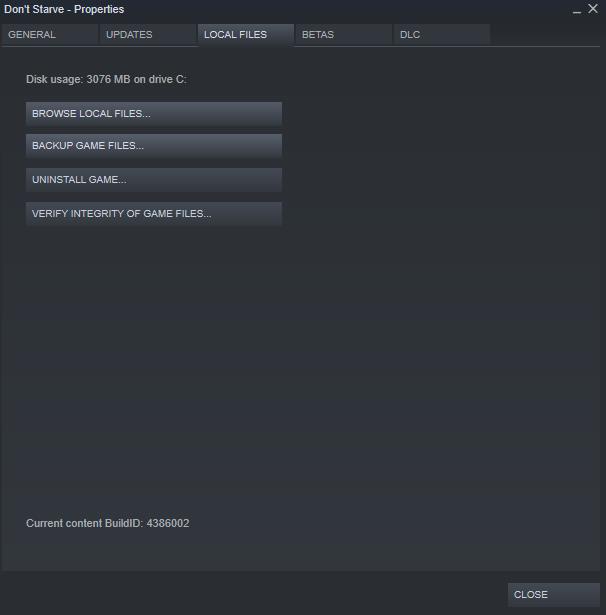 Don't Starve - Properties
GENERAL UPDATES LOCAL FILES BETAS DLC
Disk usage: 3076 MB on drive C:
BROWSE LOCAL FILES...
BACKUP GAME FILES...
UNINSTALL GAME...
VERIFY INTEGRITY OF GAME FILES...
Current content BuildID: 4386002
CLOSE